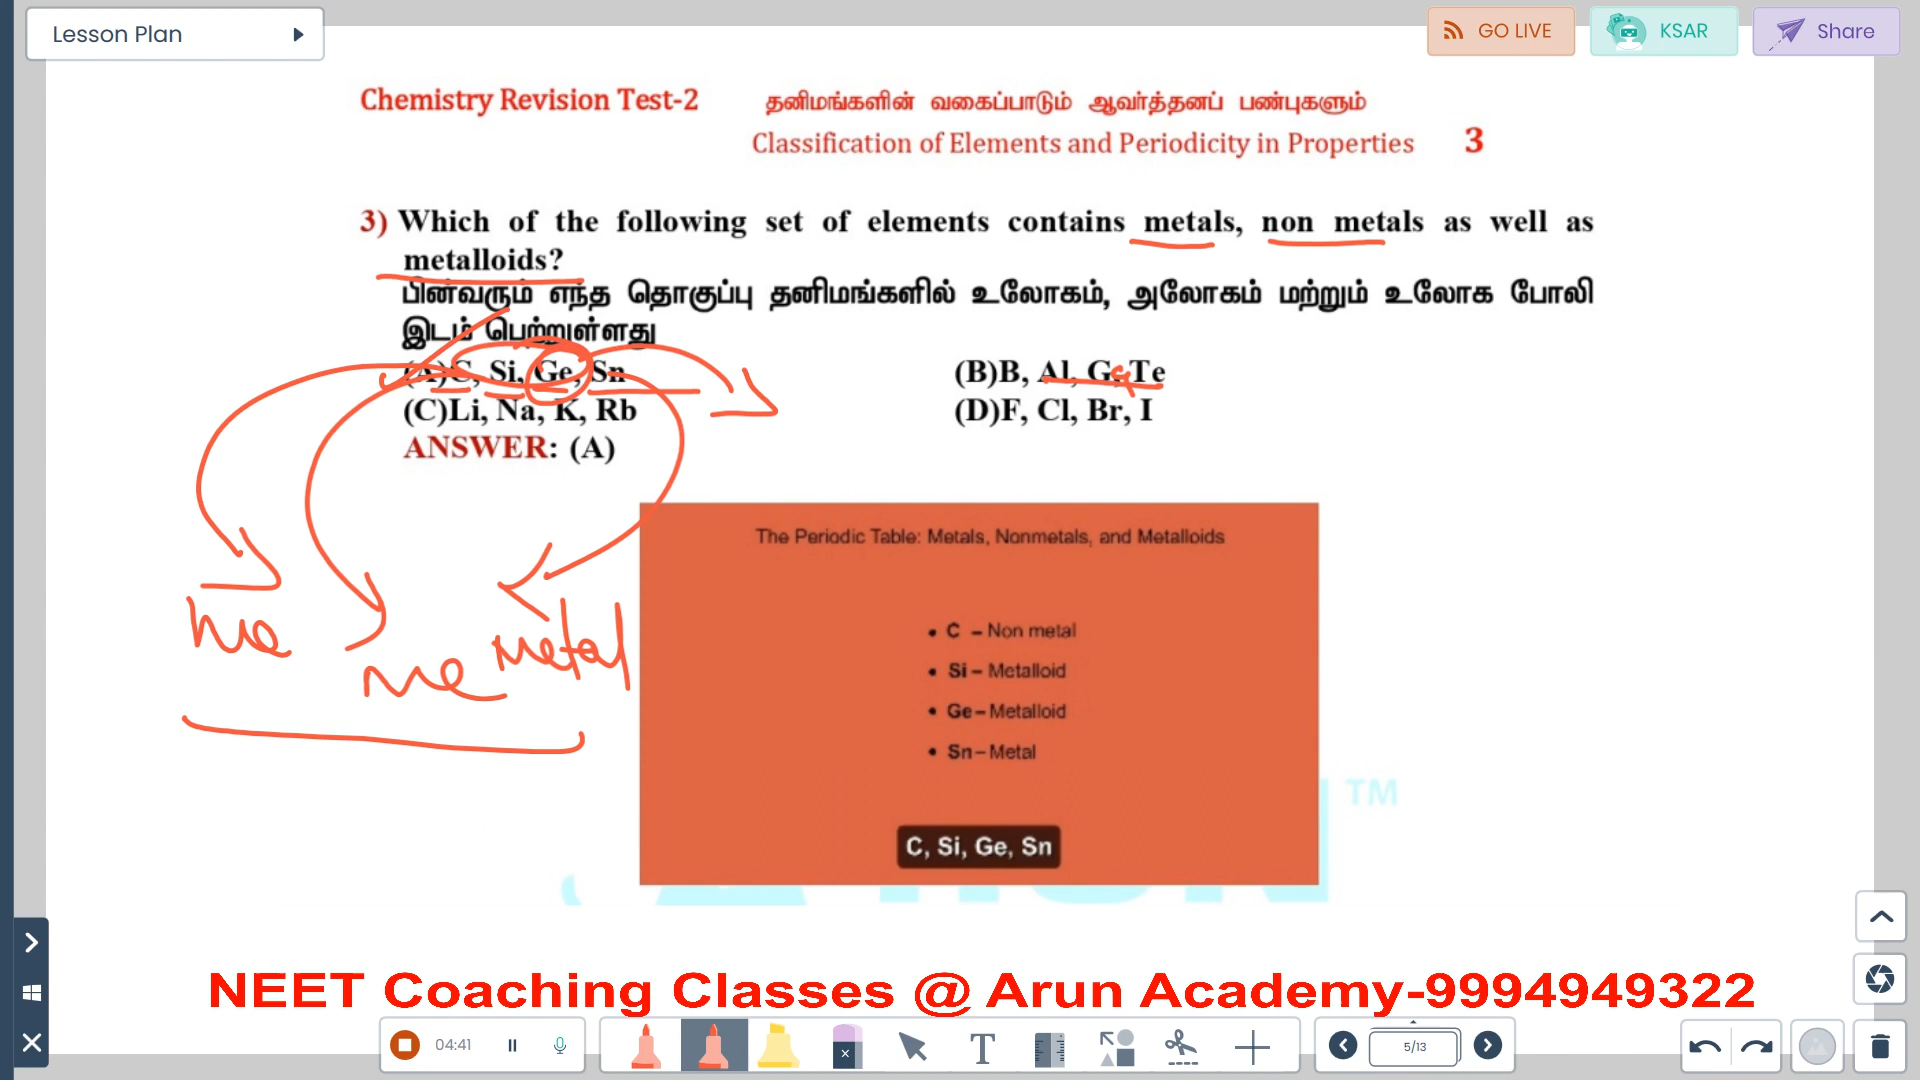 Lesson Plan
GO LIVE
KSAR
Share
Chemistry Revision Test-2
தனிமங்களின் வகைப்பாடும் ஆவர்த்தனப் பண்புகளும்
Classification of Elements and Periodicity in Properties 3
3) Which of the following set of elements contains metals, non metals as well as
metalloids?
பின்வரும் எந்த தொகுப்பு தனிமங்களில் உலோகம், அலோகம் மற்றும் உலோக போலி
இடம் பெற்றுள்ளது
(A)C, Si, Ge, Sn
(B)B, Al, Te
(C)Li, Na, K, Rb
(D)F, Cl, Br, I
ANSWER: (A)
The Periodic Table: Metals, Nonmetals, and Metalloids
• C – Non metal
• Si – Metalloid
• Ge – Metalloid
• Sn – Metal
C, Si, Ge, Sn
metal
TM
NEET Coaching Classes @ Arun Academy-9994949322
04:41
T
5/13